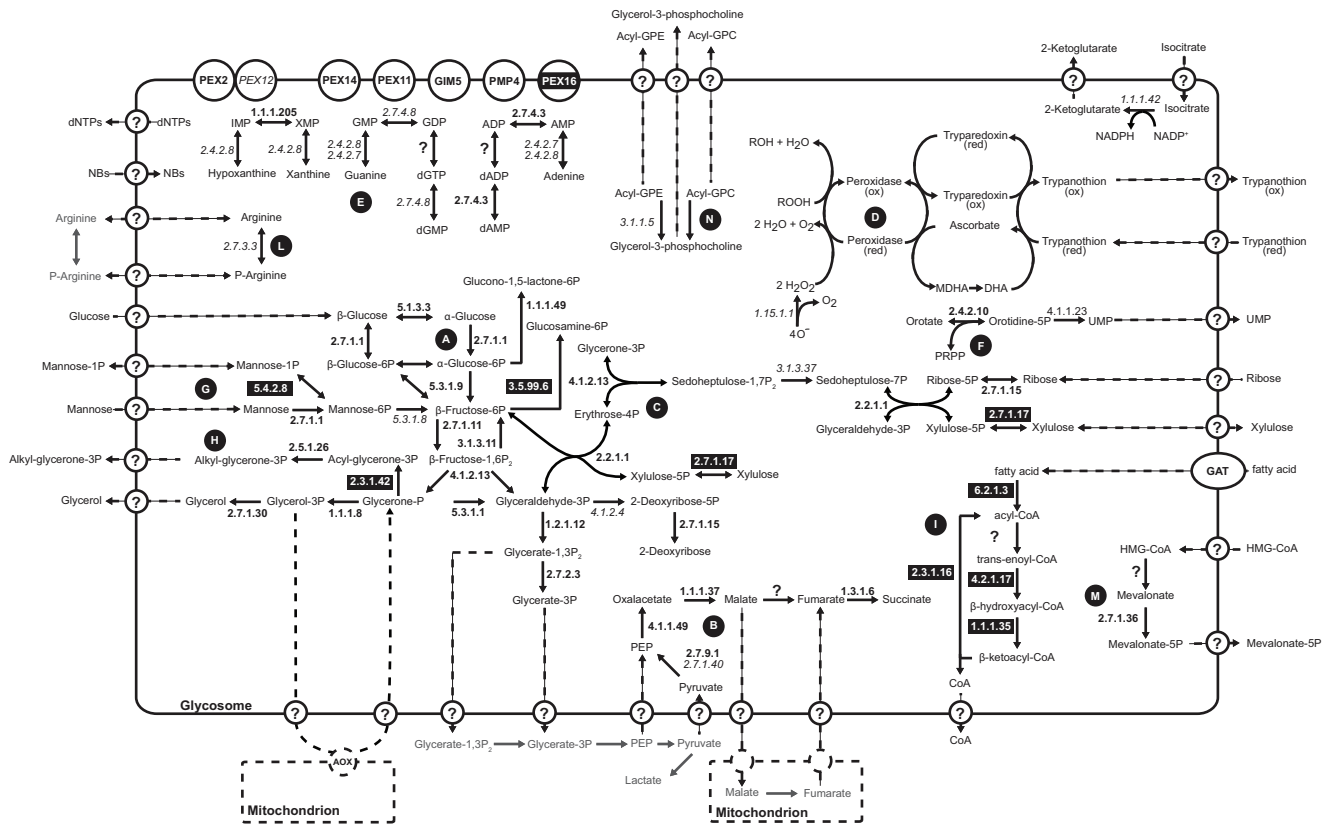 Glycerol-3-phosphocholine
Acyl-GPE
Acyl-GPC
2-Ketoglutarate
Isocitrate
PEX2
PEX12
PEX14
PEX11
GIM5
PMP4
PEX16
?
?
?
?
?
dNTPs
?
dNTPs
IMP
1.1.1.205
XMP
2.4.2.8
2.4.2.8
Hypoxanthine
Xanthine
GMP
2.7.4.8
GDP
2.4.2.8
2.4.2.7
?
Guanine
dGTP
E
2.7.4.8
dGMP
ADP
2.7.4.3
AMP
?
2.4.2.7
2.4.2.8
dADP
Adenine
2.7.4.3
dAMP
2-Ketoglutarate
1.1.1.42
Isocitrate
NADPH
NADP+
NBs
?
NBs
Arginine
?
Arginine
2.7.3.3
L
P-Arginine
?
P-Arginine
Acyl-GPE
Acyl-GPC
3.1.1.5
N
Glycerol-3-phosphocholine
ROH + H2O
ROOH
2 H2O + O2
Peroxidase
(ox)
D
Peroxidase
(red)
2 H2O2
O2
1.15.1.1
4O−
Tryparedoxin
(red)
Tryparedoxin
(ox)
Ascorbate
MDHA
DHA
Trypanothion
(ox)
?
Trypanothion
(ox)
Trypanothion
(red)
?
Trypanothion
(red)
Glucose
?
β-Glucose
5.1.3.3
α-Glucose
2.7.1.1
A
2.7.1.1
β-Glucose-6P
α-Glucose-6P
Glucono-1,5-lactone-6P
1.1.1.49
Glucosamine-6P
3.5.99.6
Orotate
2.4.2.10
Orotidine-5P
4.1.1.23
UMP
?
UMP
PRPP
F
Mannose-1P
?
Mannose-1P
G
5.4.2.8
Mannose
?
Mannose
2.7.1.1
Mannose-6P
5.3.1.8
5.3.1.9
β-Fructose-6P
2.7.1.11
3.1.3.11
β-Fructose-1,6P2
4.1.2.13
Glycerone-3P
4.1.2.13
Erythrose-4P
C
Sedoheptulose-1,7P2
3.1.3.37
Sedoheptulose-7P
2.2.1.1
Glyceraldehyde-3P
Ribose-5P
2.7.1.15
Ribose
?
Ribose
Xylulose-5P
2.7.1.17
Xylulose
?
Xylulose
2.2.1.1
Xylulose-5P
2.7.1.17
Xylulose
H
Alkyl-glycerone-3P
?
Alkyl-glycerone-3P
2.5.1.26
Acyl-glycerone-3P
2.3.1.42
Glycerol
?
Glycerol
2.7.1.30
Glycerol-3P
1.1.1.8
Glycerone-P
5.3.1.1
Glyceraldehyde-3P
4.1.2.4
2-Deoxyribose-5P
2.7.1.15
2-Deoxyribose
1.2.1.12
Glycerate-1,3P2
2.7.2.3
Glycerate-3P
fatty acid
GAT
fatty acid
6.2.1.3
acyl-CoA
I
?
trans-enoyl-CoA
2.3.1.16
4.2.1.17
β-hydroxyacyl-CoA
1.1.1.35
β-ketoacyl-CoA
CoA
HMG-CoA
?
HMG-CoA
?
M
Mevalonate
2.7.1.36
Mevalonate-5P
?
Mevalonate-5P
Oxalacetate
1.1.1.37
Malate
?
Fumarate
1.3.1.6
Succinate
4.1.1.49
B
PEP
2.7.9.1
2.7.1.40
Pyruvate
Glycosome
?
?
?
?
?
?
?
?
?
Glycerate-1,3P2
Glycerate-3P
PEP
Pyruvate
CoA
AOX
Lactate
Malate
Fumarate
Mitochondrion
Mitochondrion